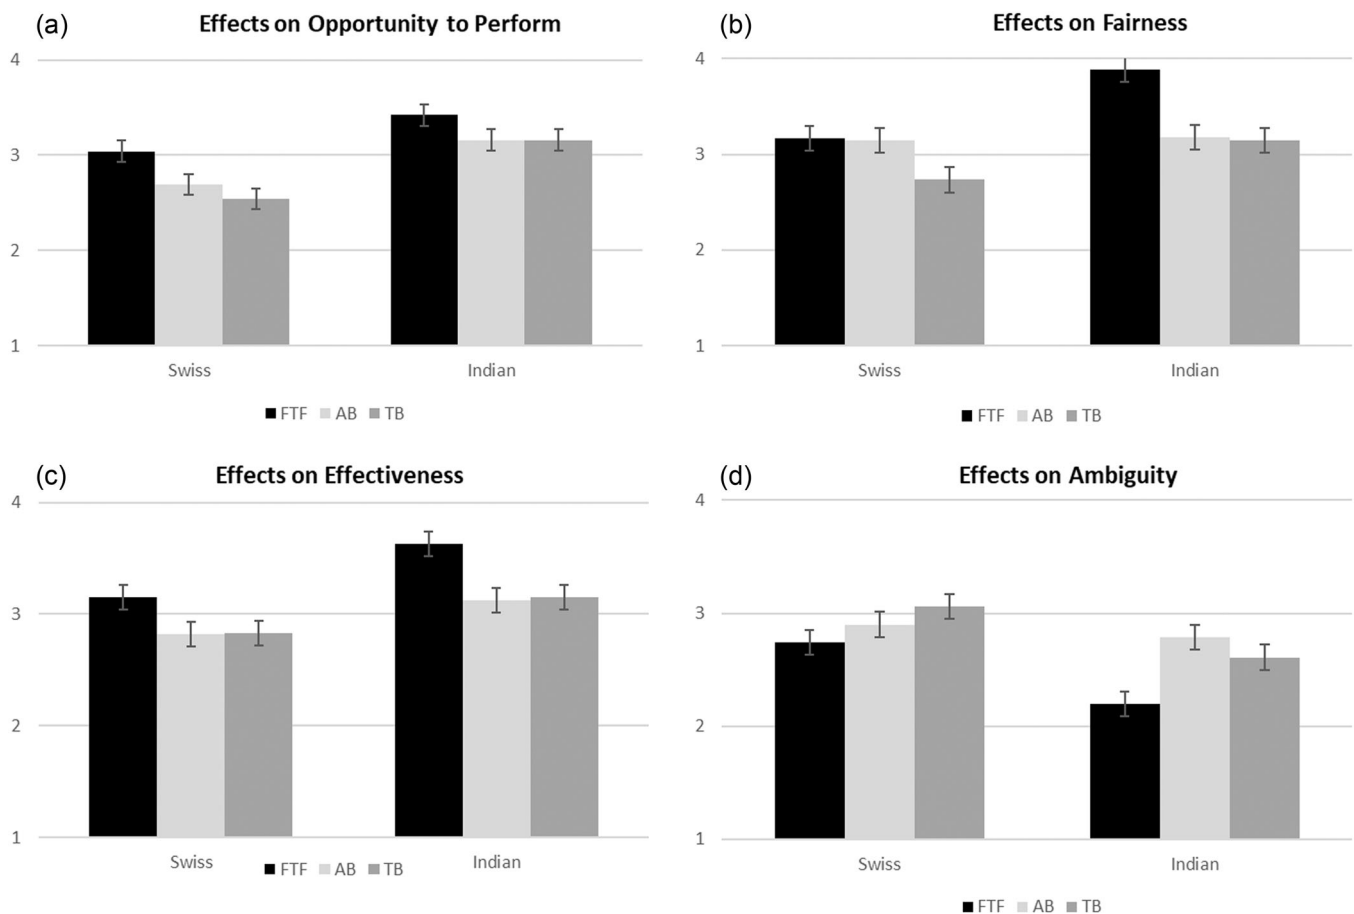 (a) Effects on Opportunity to Perform
4
3
2
1
Swiss Indian
FTF AB TB
(b) Effects on Fairness
4
3
2
1
Swiss Indian
FTF AB TB
(c) Effects on Effectiveness
4
3
2
1
Swiss Indian
FTF AB TB
(d) Effects on Ambiguity
4
3
2
1
Swiss Indian
FTF AB TB